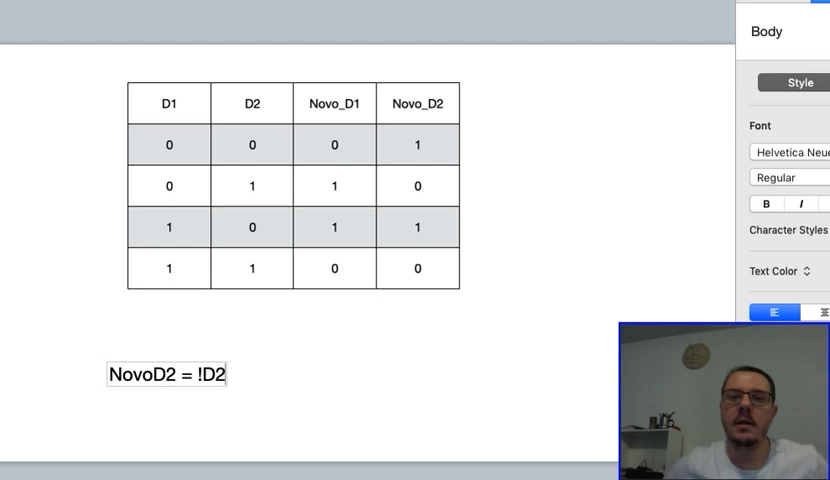 Body
Style
D1 D2 Novo_D1 Novo_D2
Font
0 0 0 1
Helvetica Neue
Regular
0 1 1 0
B I
1 0 1 1
Character Styles
1 1 0 0
Text Color
NovoD2 = !D2